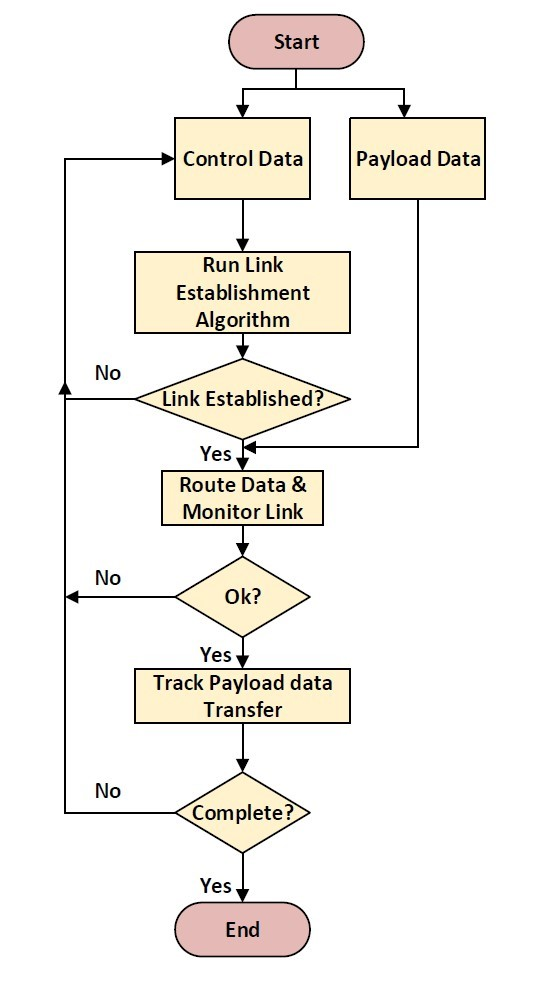 Start
Control Data
Payload Data
Run Link
Establishment
Algorithm
No
Link Established?
Yes
Route Data &
Monitor Link
No
Ok?
Yes
Track Payload data
Transfer
No
Complete?
Yes
End